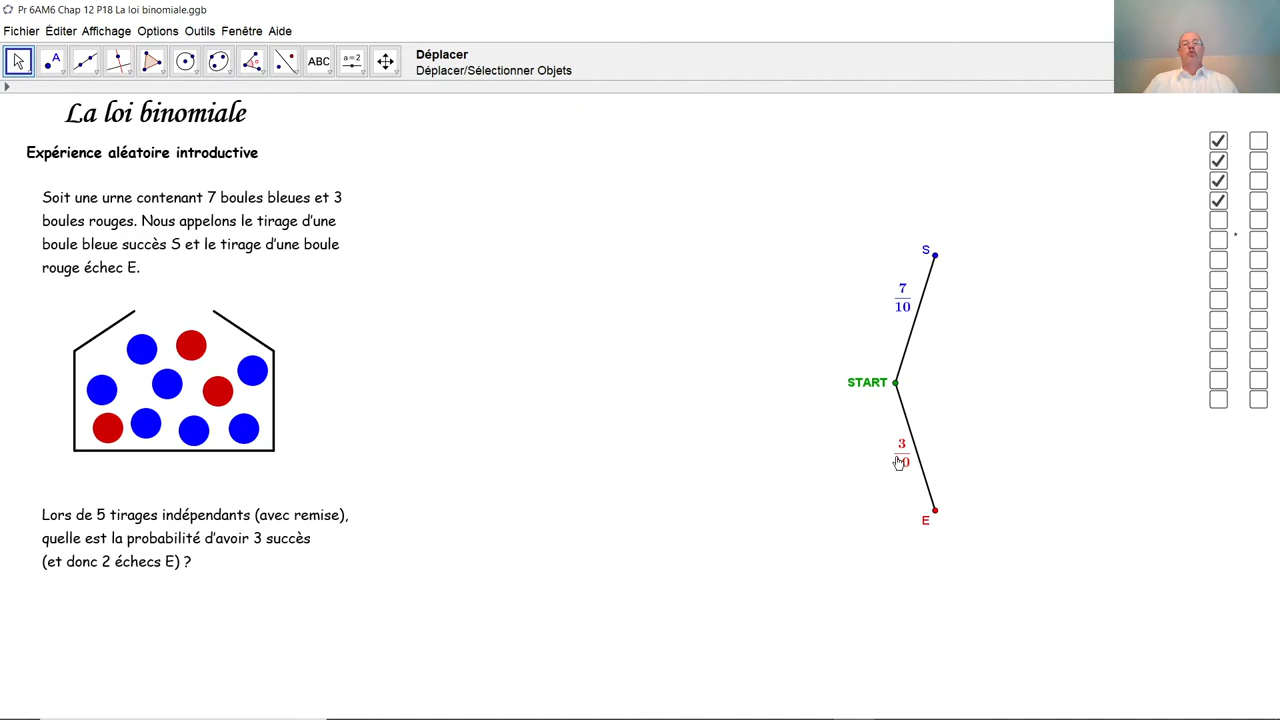 Pr 6AM6 Chap 12 P18 La loi binomiale.ggb
Fichier Éditer Affichage Options Outils Fenêtre Aide
A
ABC
a=2
Déplacer
Déplacer/Sélectionner Objets
La loi binomiale
Expérience aléatoire introductive
Soit une urne contenant 7 boules bleues et 3
boules rouges. Nous appelons le tirage d'une
boule bleue succès S et le tirage d'une boule
rouge échec E.
S
7
10
START
3
E
Lors de 5 tirages indépendants (avec remise),
quelle est la probabilité d'avoir 3 succès
(et donc 2 échecs E) ?